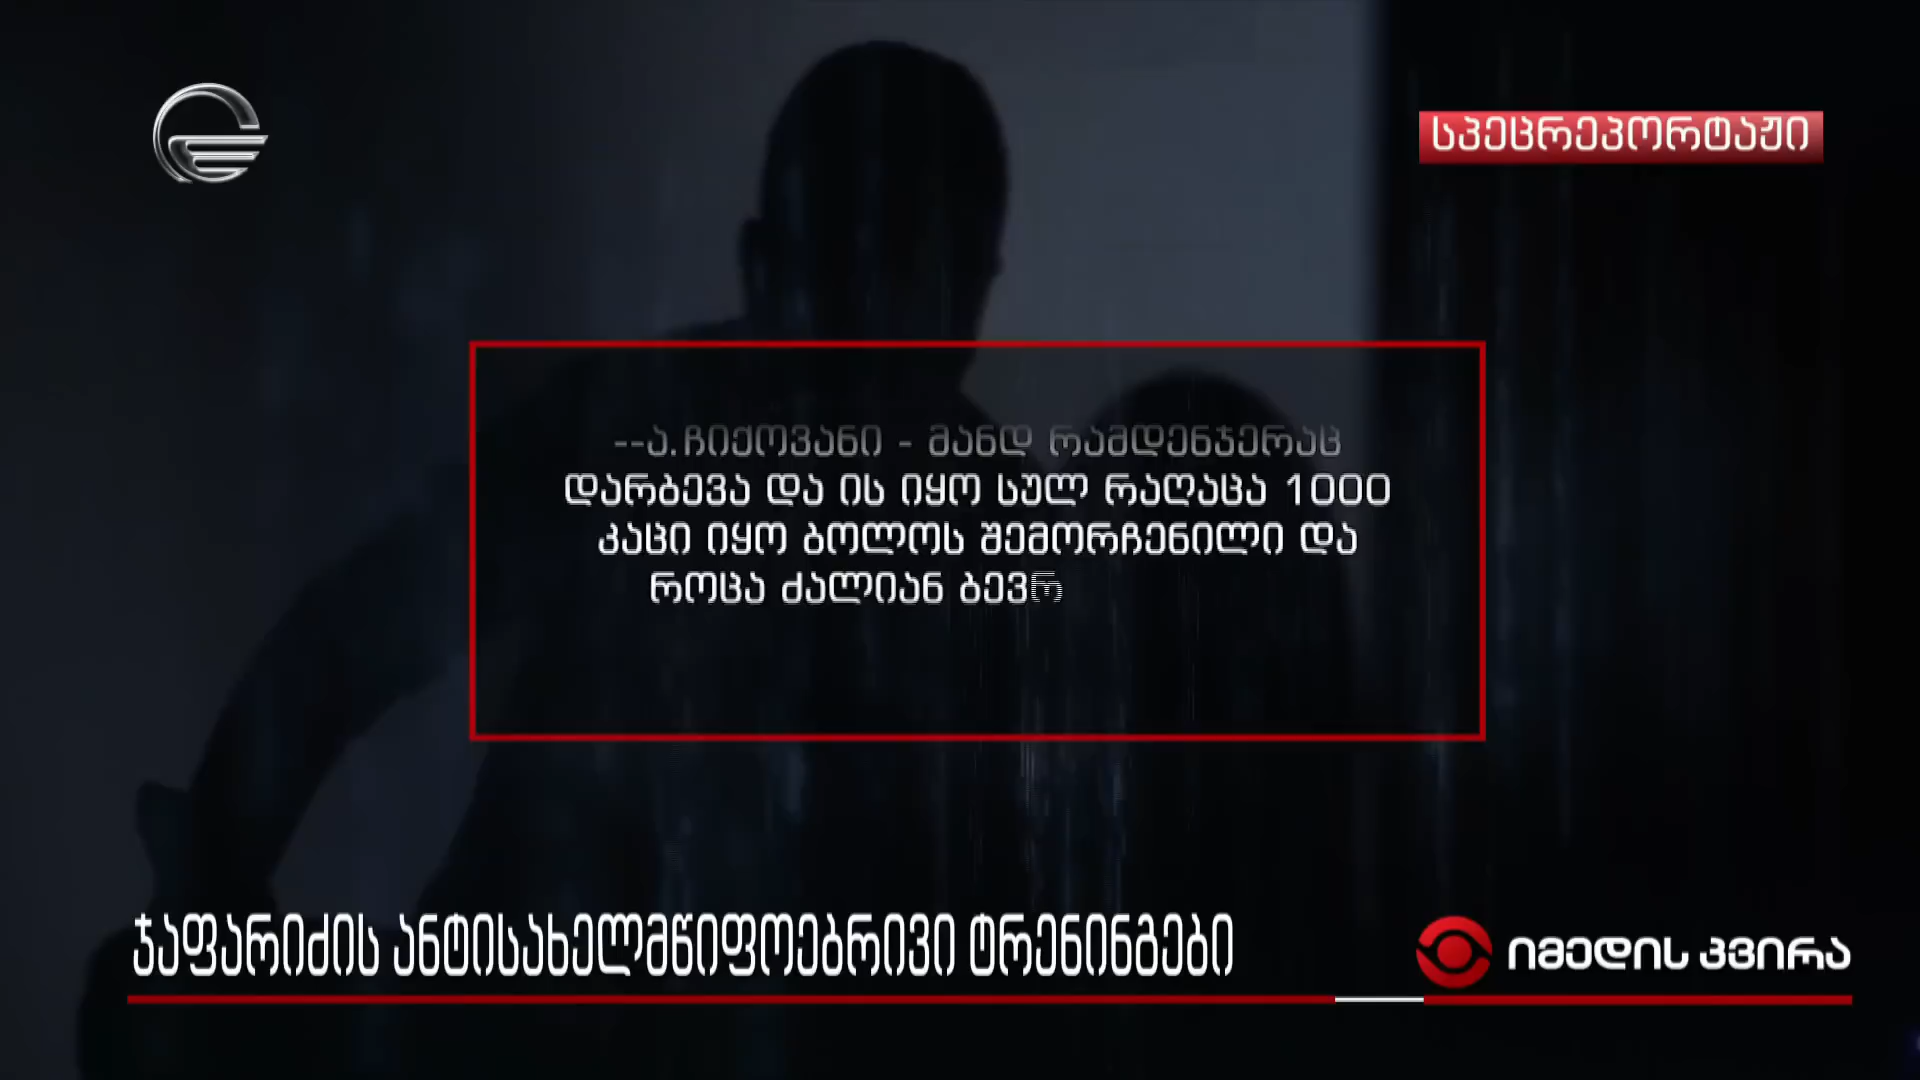 სპეცრეპორტაჟი
--ა.ჩიქოვანი - მანდ რამდენჯერაც
დარბევა და ის იყო სულ რაღაცა 1000
კაცი იყო ბოლოს შემორჩენილი და
როცა ძალიან ბევრ
ჯაფარიძის ანტისახელმწიფოებრივი ტრენინგები
იმედის კვირა